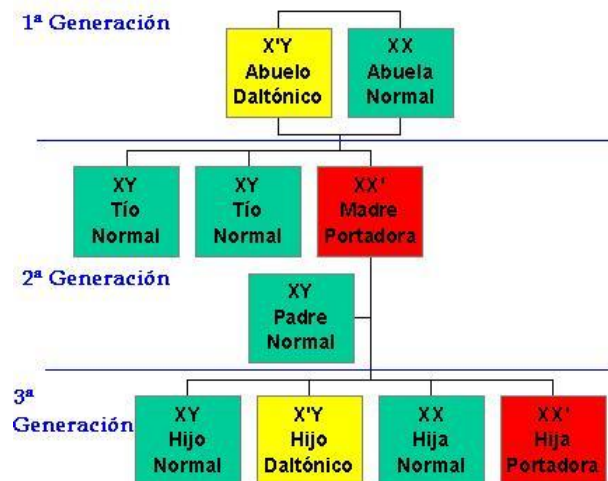 1ª Generación
X'Y
Abuelo
Daltónico
XX
Abuela
Normal
XY
Tío
Normal
XY
Tío
Normal
XX'
Madre
Portadora
2ª Generación
XY
Padre
Normal
3ª
Generación
XY
Hijo
Normal
X'Y
Hijo
Daltónico
XX
Hija
Normal
XX'
Hija
Portadora